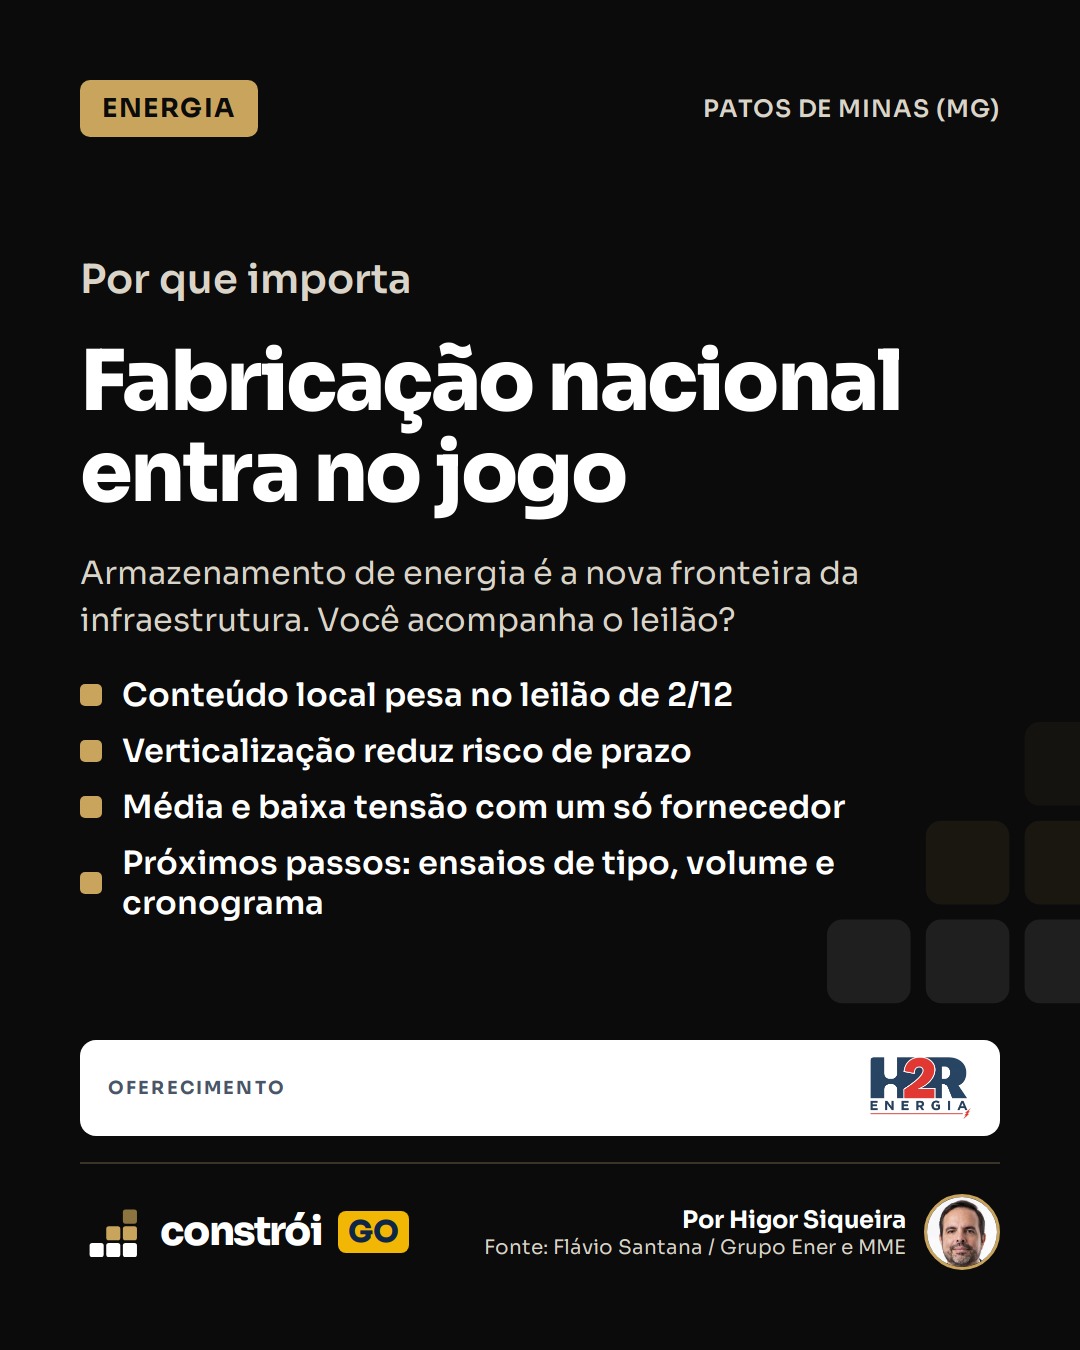 ENERGIA
PATOS DE MINAS (MG)
Por que importa
Fabricação nacional
entra no jogo
Armazenamento de energia é a nova fronteira da
infraestrutura. Você acompanha o leilão?
Conteúdo local pesa no leilão de 2/12
Verticalização reduz risco de prazo
Média e baixa tensão com um só fornecedor
Próximos passos: ensaios de tipo, volume e
cronograma
OFERECIMENTO
H2R
ENERGIA
constrói GO
Por Higor Siqueira
Fonte: Flávio Santana / Grupo Ener e MME